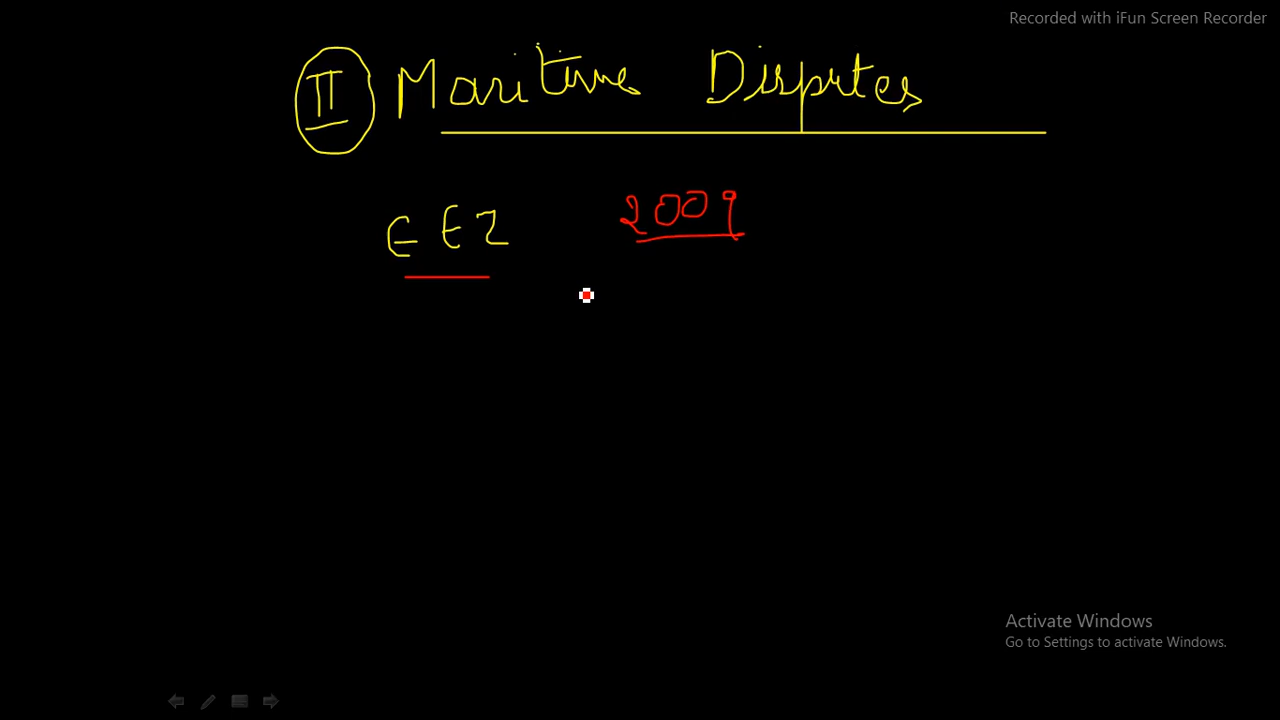 Recorded with iFun Screen Recorder
II Maritime Disputes
EEZ 2009
Activate Windows
Go to Settings to activate Windows.